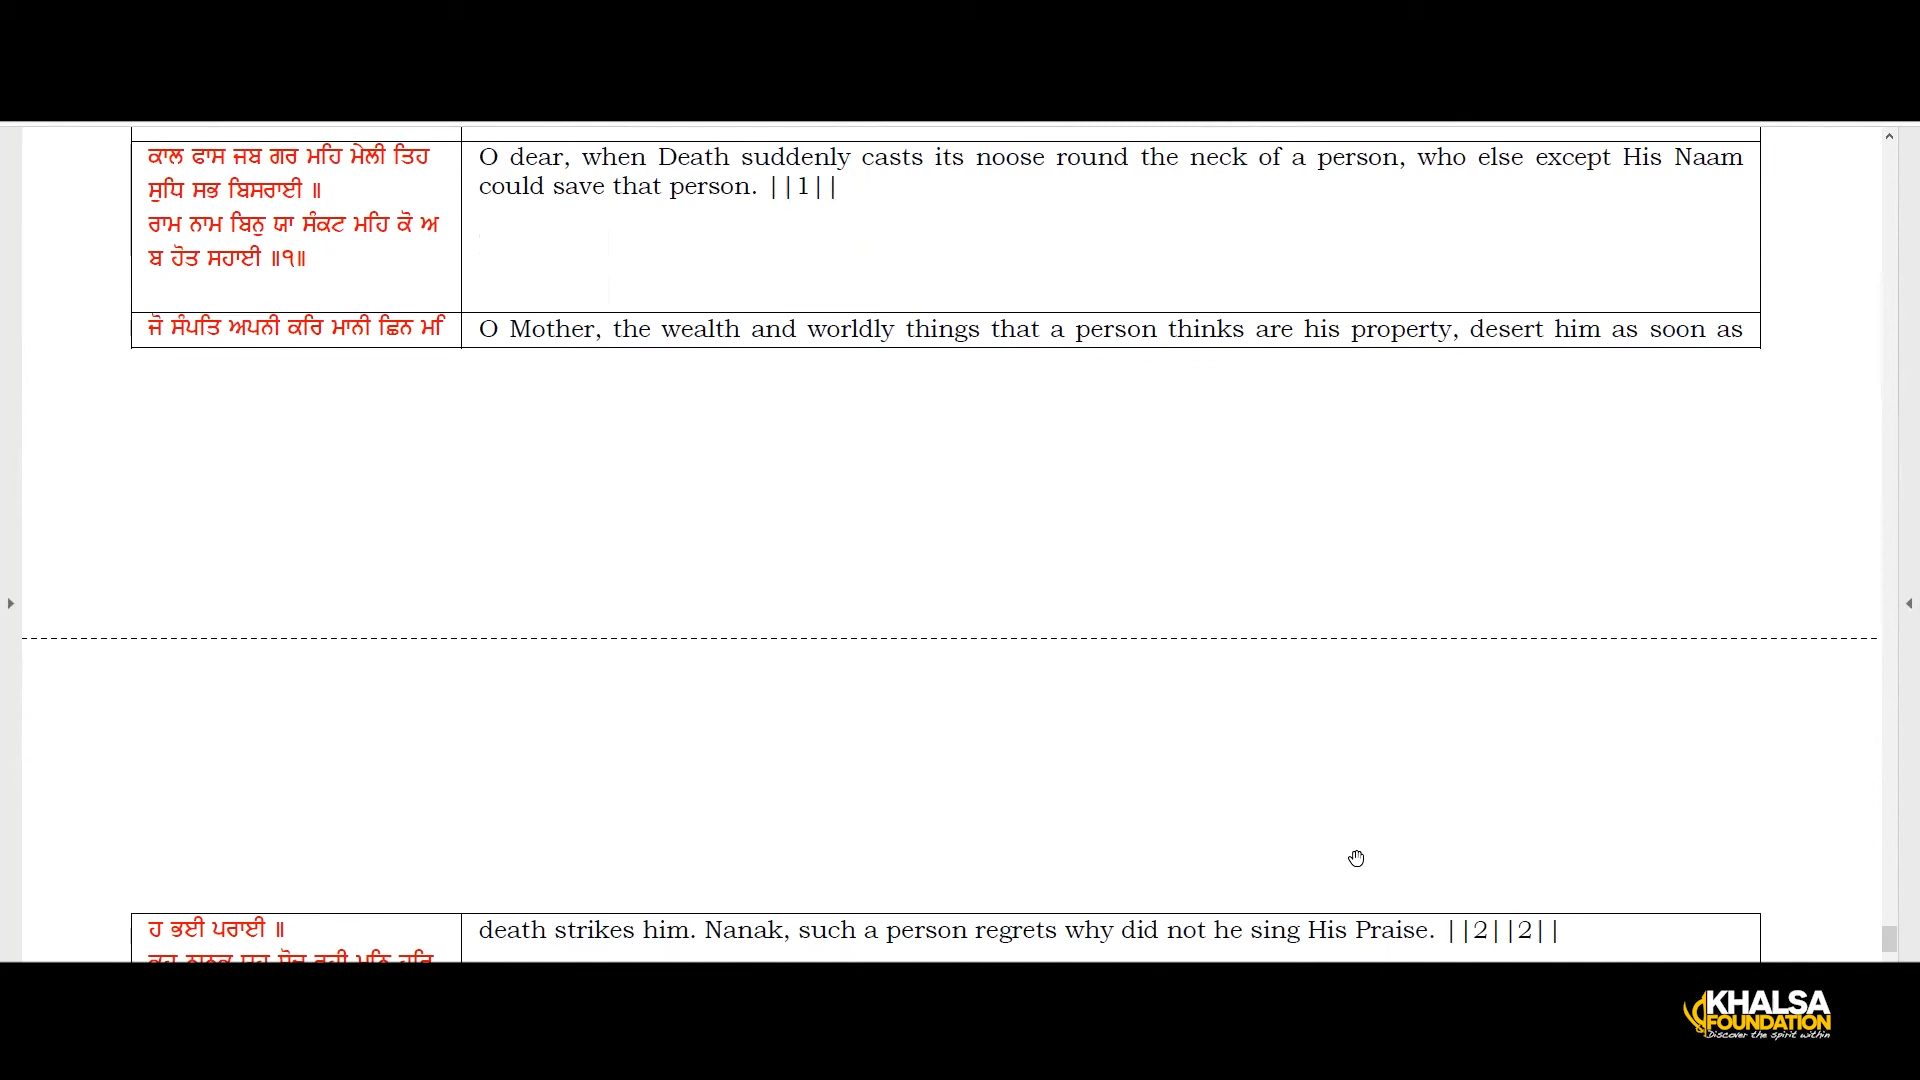 ਕਾਲ ਫਾਸ ਜਬ ਗਰ ਮਹਿ ਮੇਲੀ ਤਿਹ
ਸੁਧਿ ਸਭ ਬਿਸਰਾਈ ॥
ਰਾਮ ਨਾਮ ਬਿਨੁ ਯਾ ਸੰਕਟ ਮਹਿ ਕੋ ਅ
ਬ ਹੋਤ ਸਹਾਈ ॥੧॥
O dear, when Death suddenly casts its noose round the neck of a person, who else except His Naam
could save that person. ||1||
ਜੋ ਸੰਪਤਿ ਅਪਨੀ ਕਰਿ ਮਾਨੀ ਛਿਨ ਮਹਿ
O Mother, the wealth and worldly things that a person thinks are his property, desert him as soon as
ਹ ਭਈ ਪਰਾਈ ॥
death strikes him. Nanak, such a person regrets why did not he sing His Praise. ||2||2||
KHALSA
FOUNDATION
Discover the spirit within